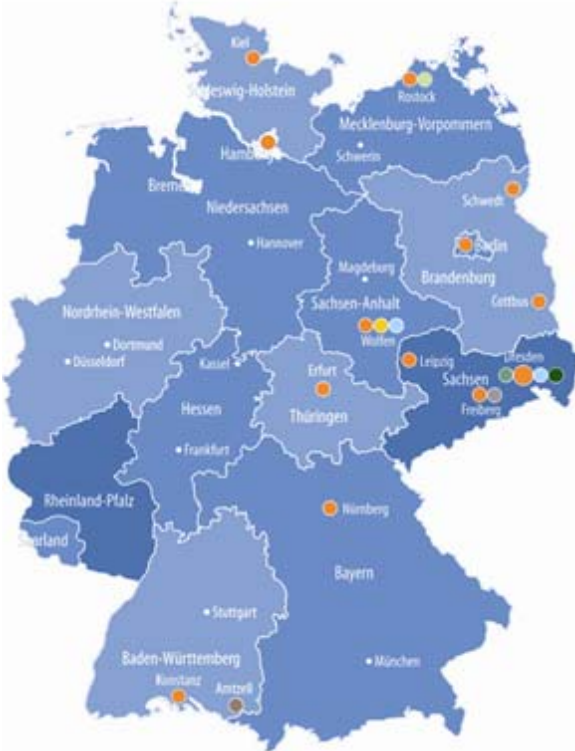 Kiel
Schleswig-Holstein
Rostock
Mecklenburg-Vorpommern
Hamburg
Schwerin
Bremen
Schwedt
Niedersachsen
Hannover
Berlin
Magdeburg
Brandenburg
Sachsen-Anhalt
Cottbus
Nordrhein-Westfalen
Wolfen
Dortmund
Düsseldorf
Kassel
Leipzig
Dresden
Erfurt
Sachsen
Hessen
Freiberg
Thüringen
Frankfurt
Rheinland-Pfalz
Nürnberg
Saarland
Bayern
Stuttgart
Baden-Württemberg
München
Konstanz
Amtzell